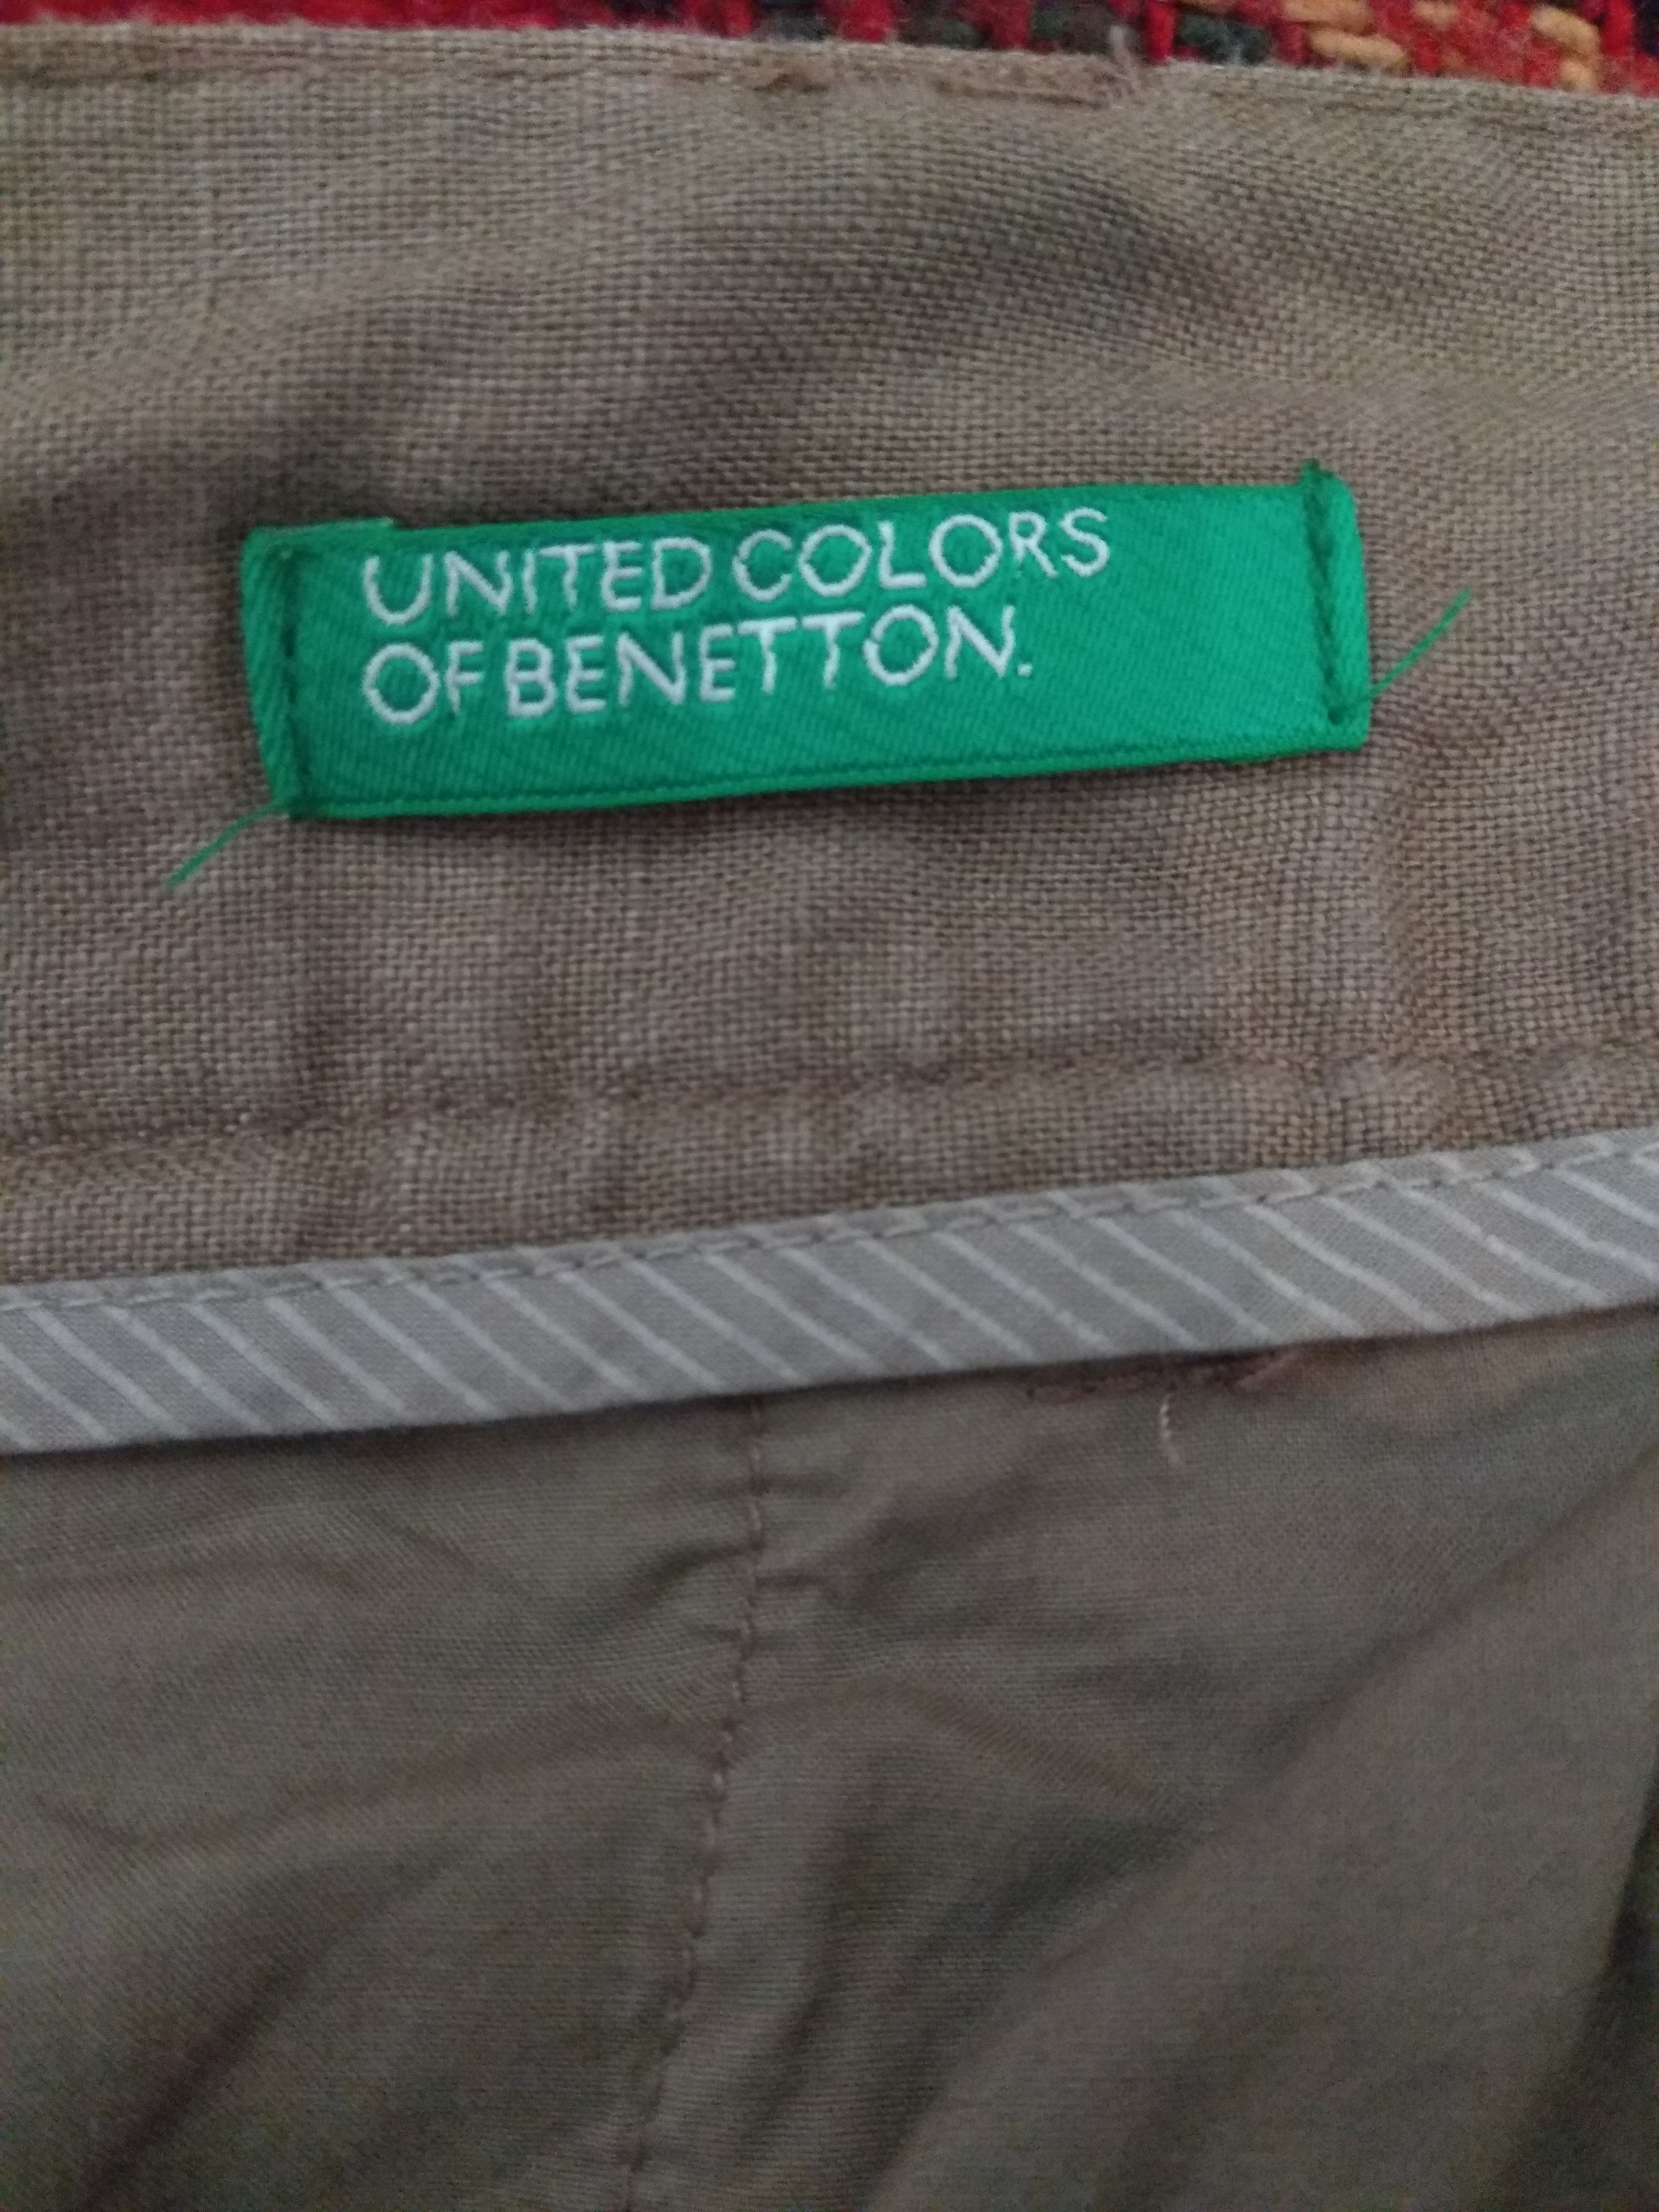 UNITED COLORS
OF BENETTON.